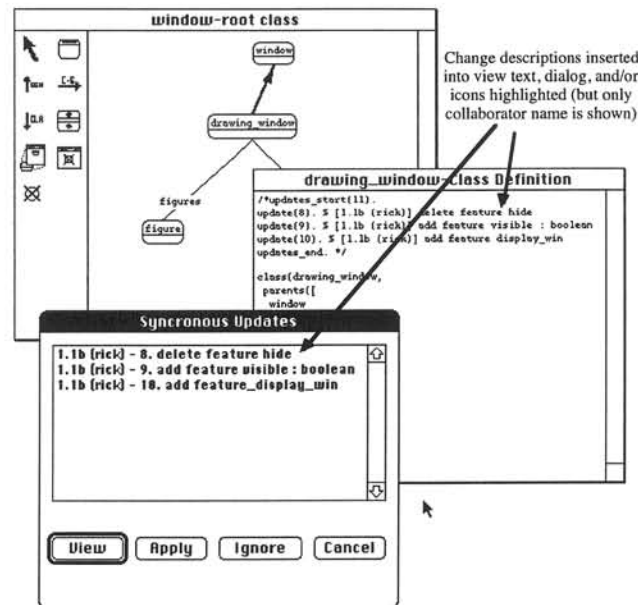 window-root class
window
drawing_window
figures
figure
Change descriptions inserted
into view text, dialog, and/or
icons highlighted (but only
collaborator name is shown)
drawing_window-Class Definition
/*updates_start(11).
update(8). % [1.1b (rick)] delete feature hide
update(9). % [1.1b (rick)] add feature visible : boolean
update(10). % [1.1b (rick)] add feature display_win
updates_end. */
class(drawing_window,
parents([
window
Syncronous Updates
1.1b (rick) - 8. delete feature hide
1.1b (rick) - 9. add feature visible : boolean
1.1b (rick) - 10. add feature_display_win
View Apply Ignore Cancel